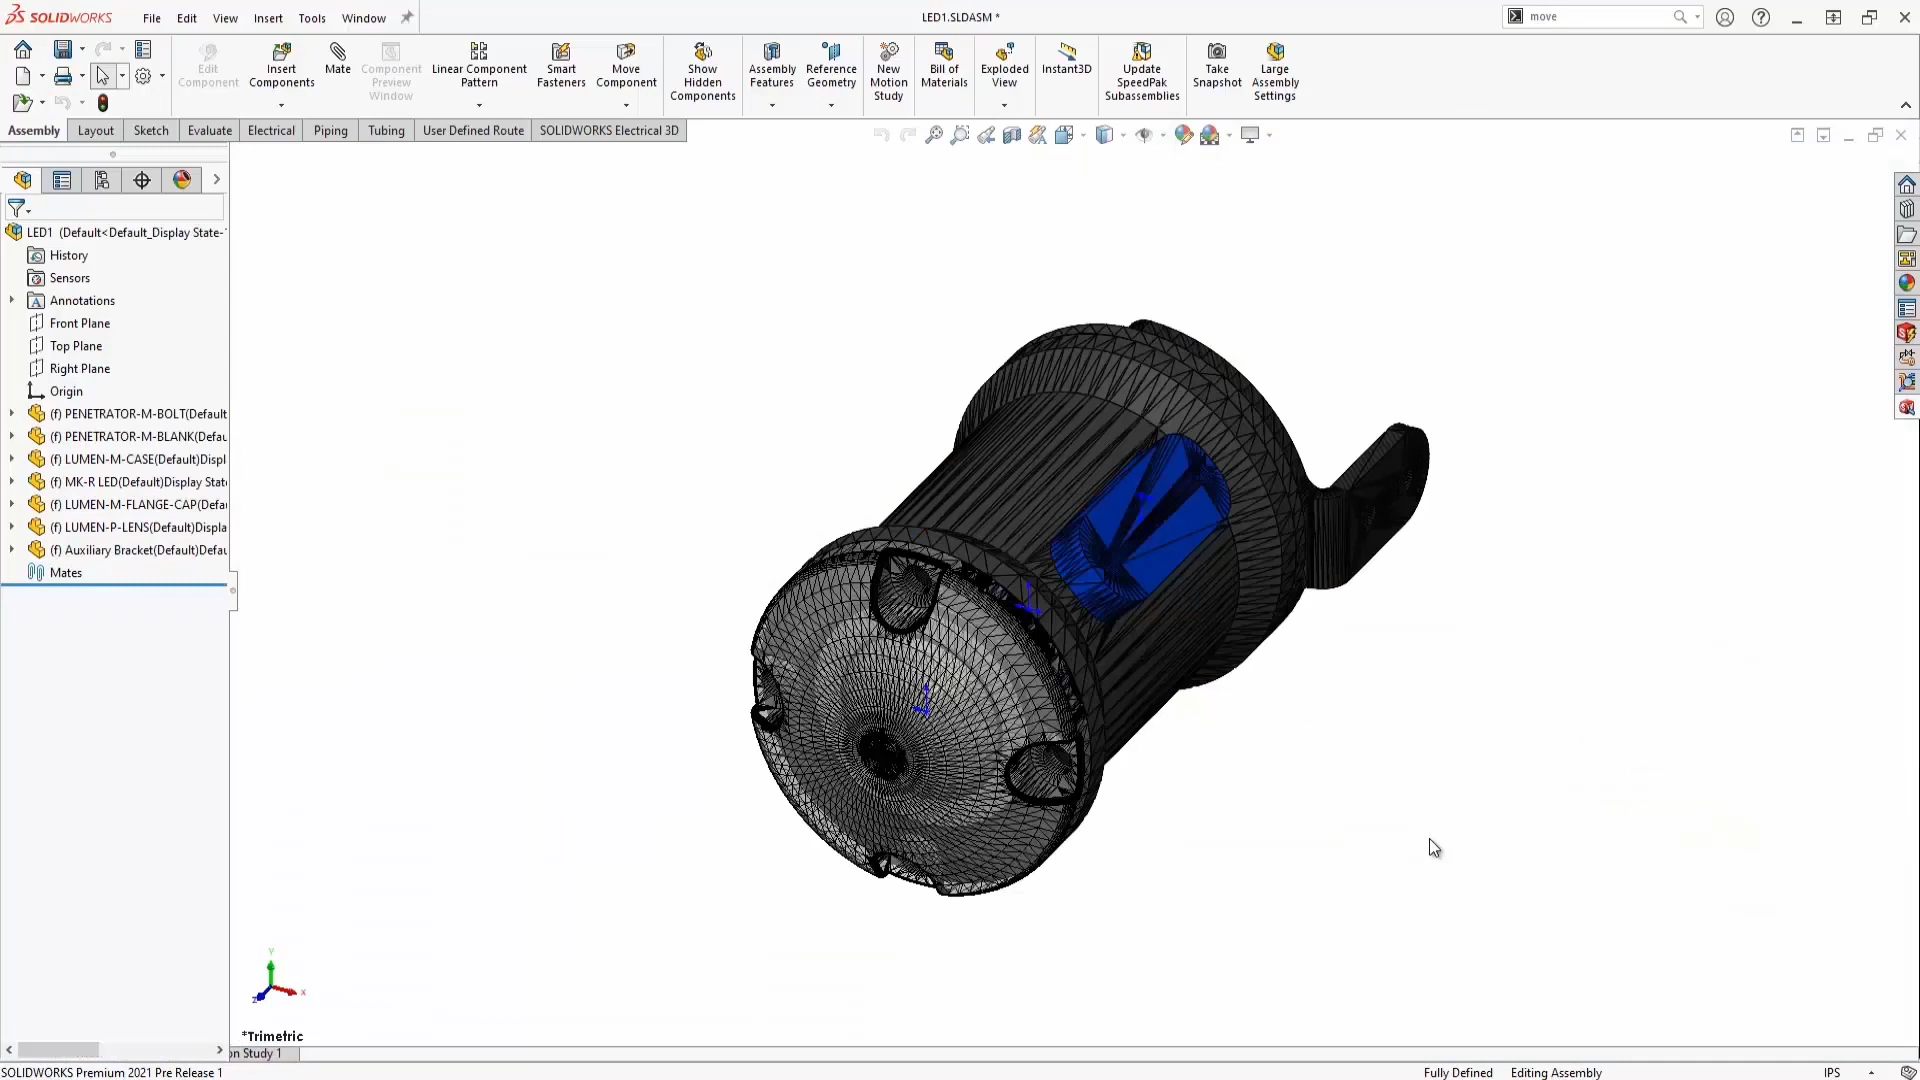 SOLIDWORKS File Edit View Insert Tools Window
LED1.SLDASM *
move
Edit Component
Insert Components
Mate
Component Preview Window
Linear Component Pattern
Smart Fasteners
Move Component
Show Hidden Components
Assembly Features
Reference Geometry
New Motion Study
Bill of Materials
Exploded View
Instant3D
Update SpeedPak Subassemblies
Take Snapshot
Large Assembly Settings
Assembly Layout Sketch Evaluate Electrical Piping Tubing User Defined Route SOLIDWORKS Electrical 3D
LED1 (Default<Default_Display State-
History
Sensors
Annotations
Front Plane
Top Plane
Right Plane
Origin
(f) PENETRATOR-M-BOLT(Default
(f) PENETRATOR-M-BLANK(Defau
(f) LUMEN-M-CASE(Default)Displ
(f) MK-R LED(Default)Display Stat
(f) LUMEN-M-FLANGE-CAP(Defa
(f) LUMEN-P-LENS(Default)Displa
(f) Auxiliary Bracket(Default)Defau
Mates
Y
X
Z
*Trimetric
on Study 1
SOLIDWORKS Premium 2021 Pre Release 1
Fully Defined Editing Assembly IPS